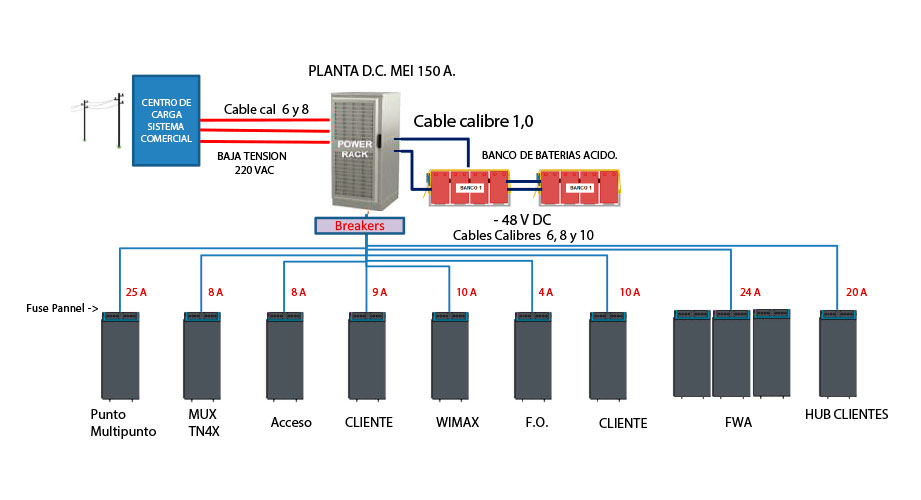 PLANTA D.C. MEI 150 A.
CENTRO DE
CARGA
SISTEMA
COMERCIAL
Cable cal 6 y 8
BAJA TENSION
220 VAC
POWER
RACK
Cable calibre 1,0
BANCO DE BATERIAS ACIDO.
BANCO 1
BANCO 1
- 48 V DC
Cables Calibres 6, 8 y 10
Breakers
25 A
8 A
8 A
9 A
10 A
4 A
10 A
24 A
20 A
Fuse Pannel ->
Punto
Multipunto
MUX
TN4X
Acceso
CLIENTE
WIMAX
F.O.
CLIENTE
FWA
HUB CLIENTES